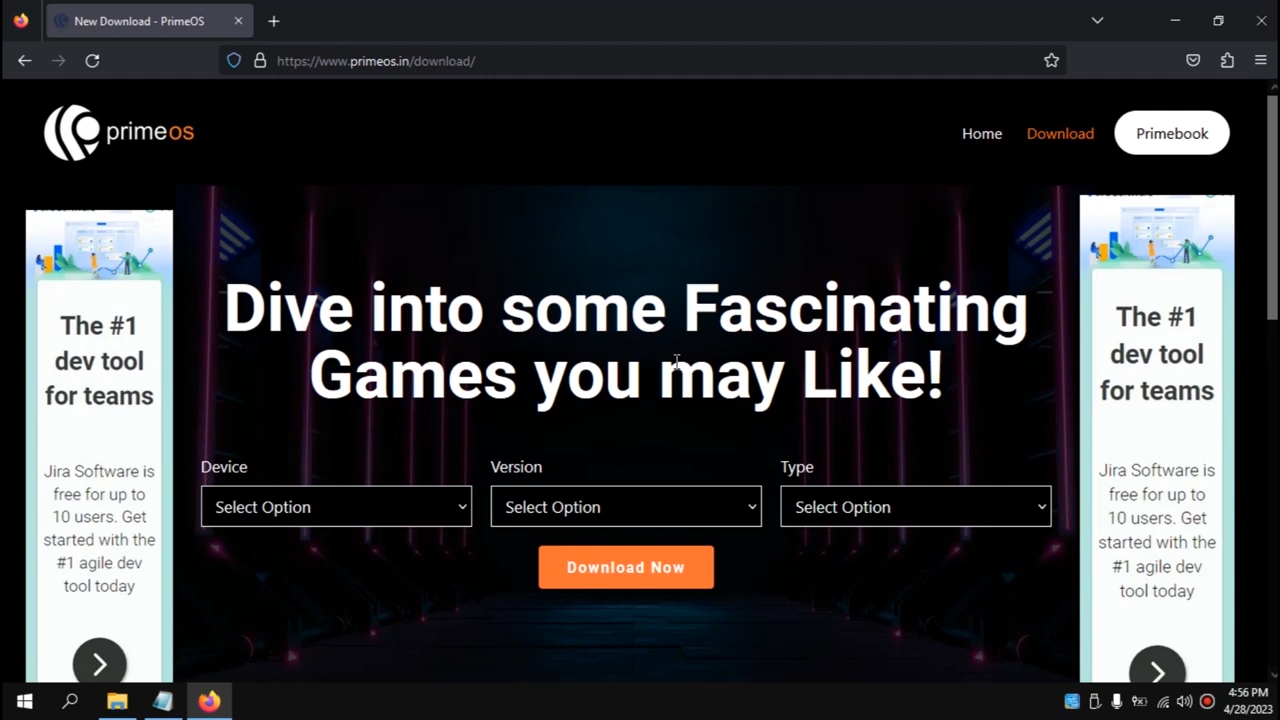 New Download - PrimeOS
https://www.primeos.in/download/
primeos
Home
Download
Primebook
Dive into some Fascinating
Games you may Like!
Device
Version
Type
Select Option
Select Option
Select Option
Download Now
The #1
dev tool
for teams
Jira Software is
free for up to
10 users. Get
started with the
#1 agile dev
tool today
The #1
dev tool
for teams
Jira Software is
free for up to
10 users. Get
started with the
#1 agile dev
tool today
4:56 PM
4/28/2023